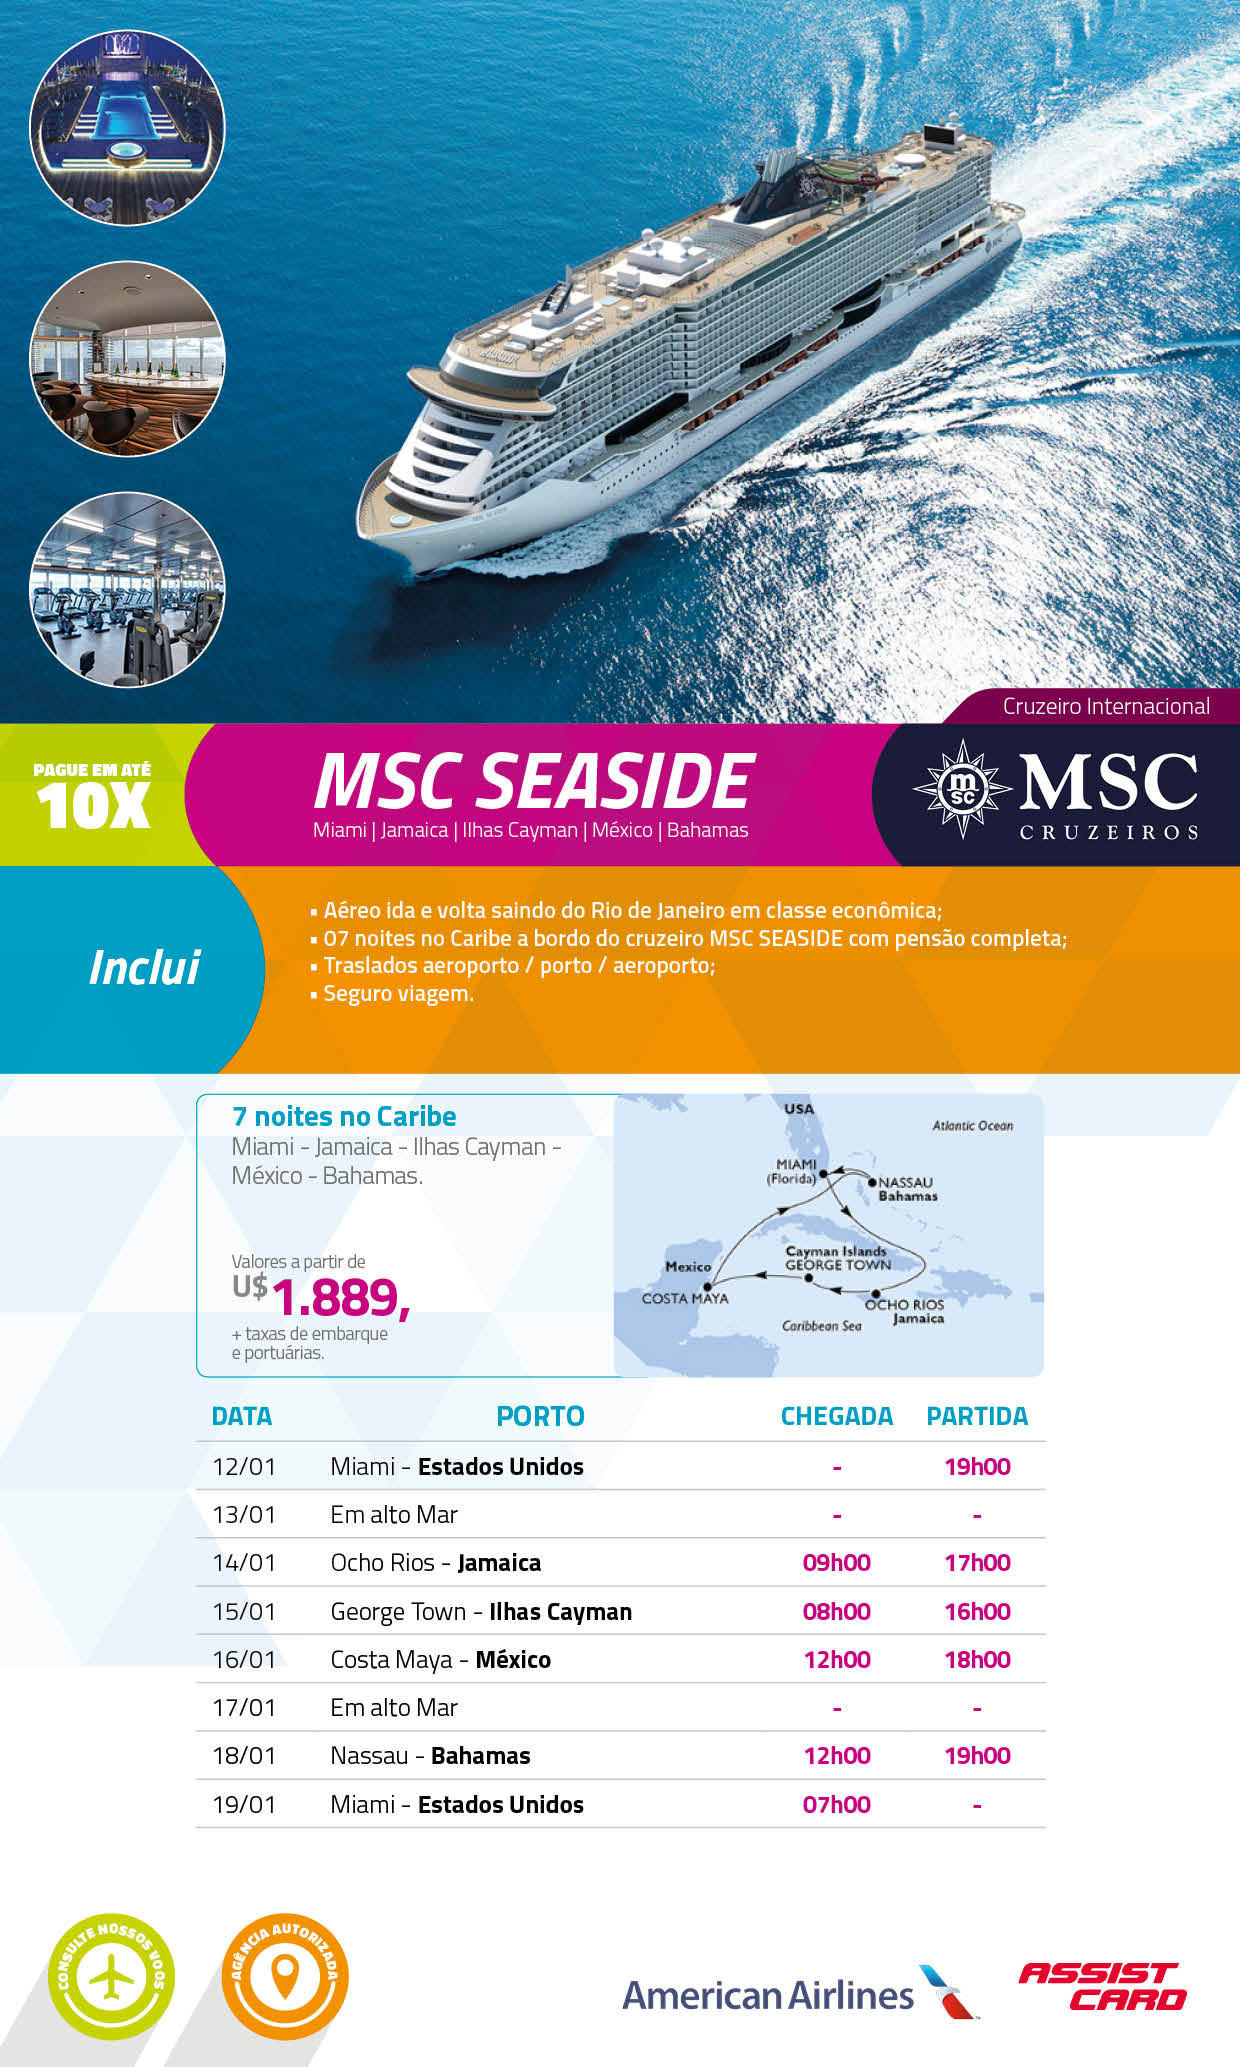 Cruzeiro Internacional
PAGUE EM ATÉ
10X
MSC SEASIDE
Miami | Jamaica | Ilhas Cayman | México | Bahamas
msc
MSC
CRUZEIROS
Inclui
▪ Aéreo ida e volta saindo do Rio de Janeiro em classe econômica;
▪ 07 noites no Caribe a bordo do cruzeiro MSC SEASIDE com pensão completa;
▪ Traslados aeroporto / porto / aeroporto;
▪ Seguro viagem.
7 noites no Caribe
Miami - Jamaica - Ilhas Cayman -
México - Bahamas.
Valores a partir de
U$1.889,
+ taxas de embarque
e portuárias.
USA
Atlantic Ocean
MIAMI
(Florida)
NASSAU
Bahamas
Cayman Islands
GEORGE TOWN
Mexico
COSTA MAYA
OCHO RIOS
Jamaica
Caribbean Sea
DATA PORTO CHEGADA PARTIDA
12/01 Miami - Estados Unidos - 19h00
13/01 Em alto Mar - -
14/01 Ocho Rios - Jamaica 09h00 17h00
15/01 George Town - Ilhas Cayman 08h00 16h00
16/01 Costa Maya - México 12h00 18h00
17/01 Em alto Mar - -
18/01 Nassau - Bahamas 12h00 19h00
19/01 Miami - Estados Unidos 07h00 -
CONSULTE NOSSOS VOOS
AGÊNCIA AUTORIZADA
American Airlines
ASSIST
CARD